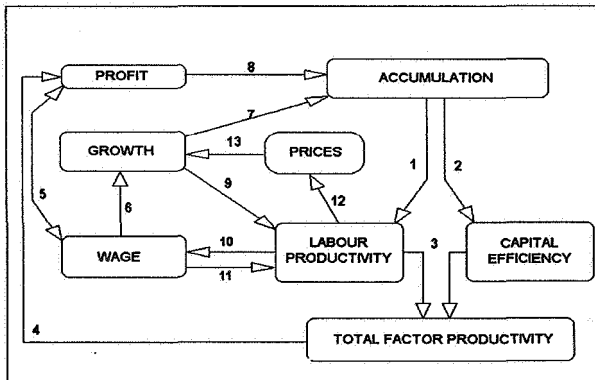 8
PROFIT
ACCUMULATION
7
13
GROWTH
PRICES
1
2
9
12
5
6
10
LABOUR
PRODUCTIVITY
3
CAPITAL
EFFICIENCY
WAGE
11
4
TOTAL FACTOR PRODUCTIVITY